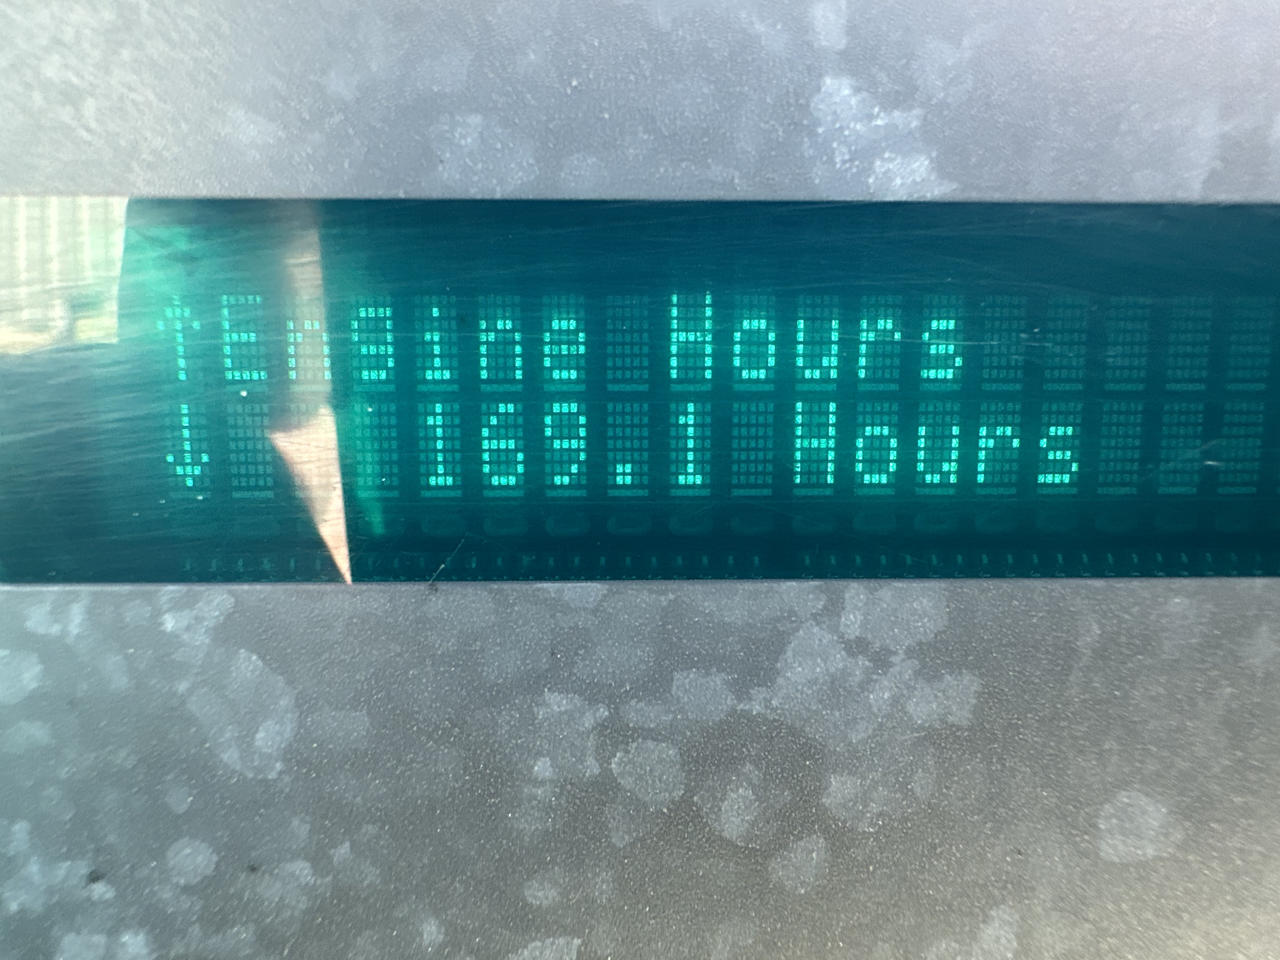 ↑Engine Hours
↓ 169.1 Hours